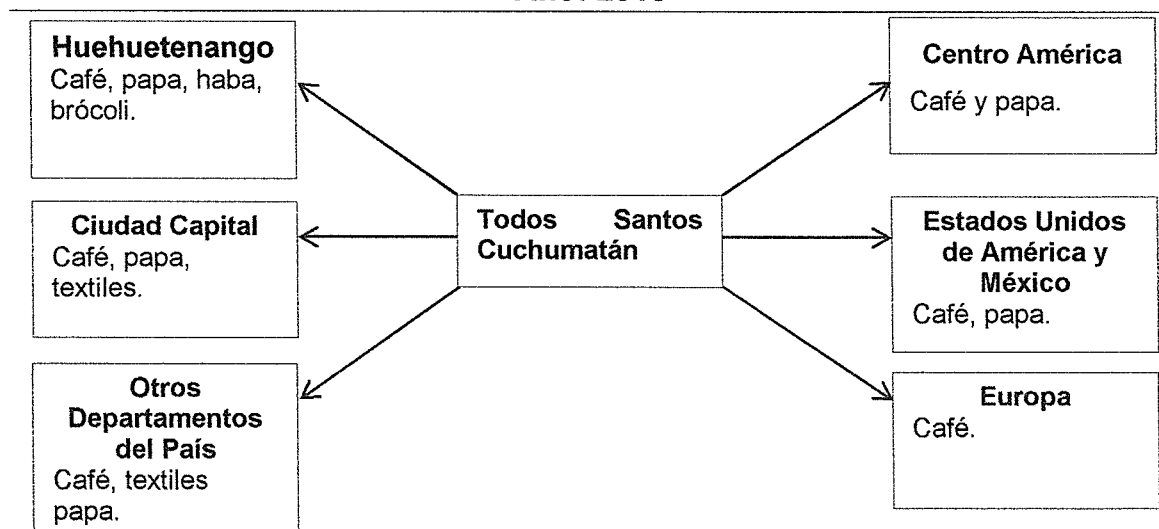 Huehuetenango
Café, papa, haba,
brócoli.
Ciudad Capital
Café, papa,
textiles.
Otros
Departamentos
del País
Café, textiles
papa.
Todos Santos
Cuchumatán
Centro América
Café y papa.
Estados Unidos
de América y
México
Café, papa.
Europa
Café.